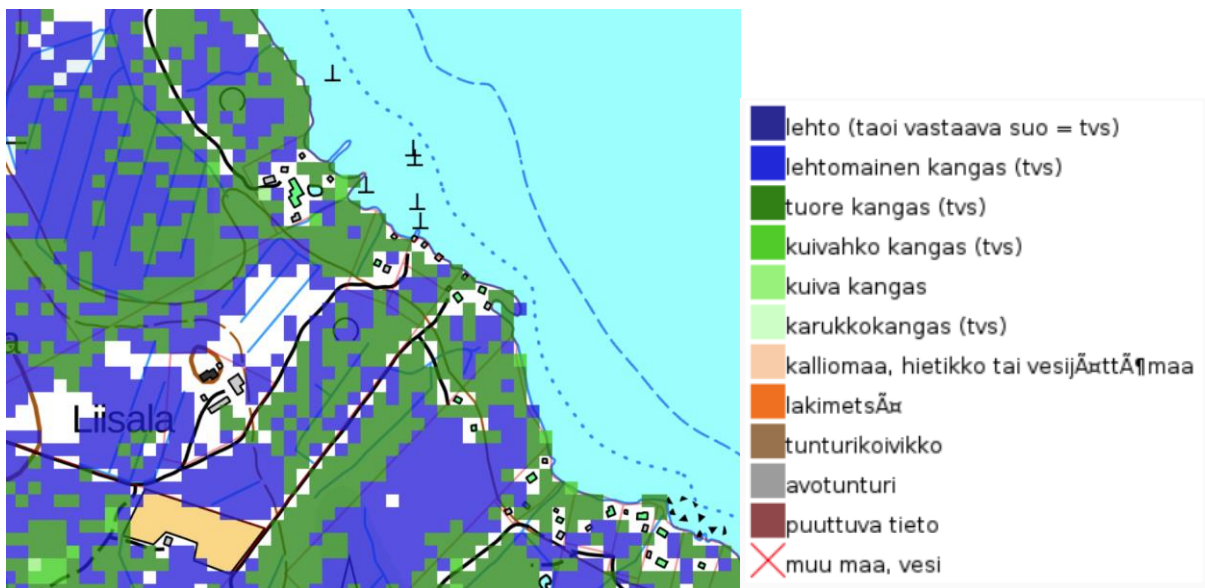 a
Liisala
lehto (taoi vastaava suo = tvs)
lehtomainen kangas (tvs)
tuore kangas (tvs)
kuivahko kangas (tvs)
kuiva kangas
karukkokangas (tvs)
kalliomaa, hietikko tai vesijÃ¤ttÃ¶maa
lakimetsÃ¤
tunturikoivikko
avotunturi
puuttuva tieto
muu maa, vesi